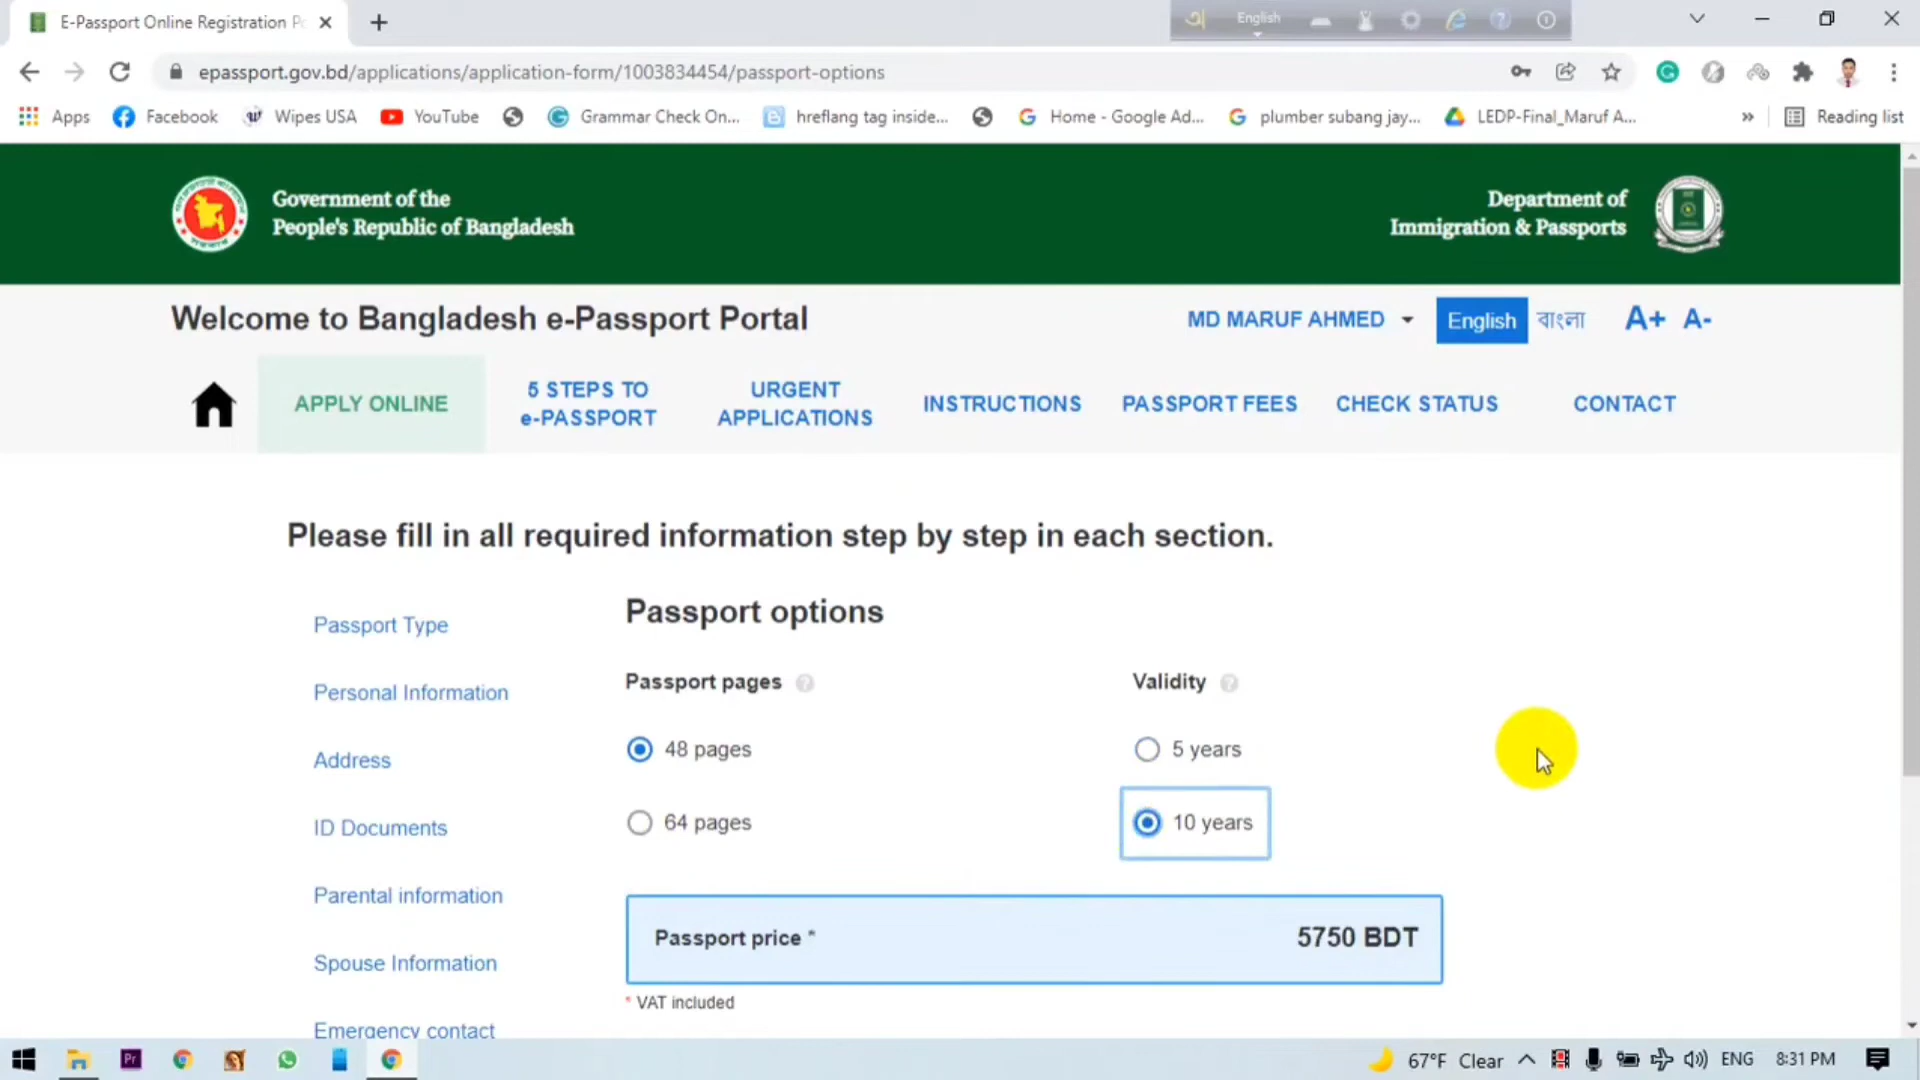 E-Passport Online Registration Po
English
epassport.gov.bd/applications/application-form/1003834454/passport-options
Apps
Facebook
Wipes USA
YouTube
Grammar Check On...
hreflang tag inside...
Home - Google Ad...
plumber subang jay...
LEDP-Final_Maruf A...
»
Reading list
Government of the
People's Republic of Bangladesh
Department of
Immigration & Passports
Welcome to Bangladesh e-Passport Portal
MD MARUF AHMED
English
বাংলা
A+
A-
APPLY ONLINE
5 STEPS TO
e-PASSPORT
URGENT
APPLICATIONS
INSTRUCTIONS
PASSPORT FEES
CHECK STATUS
CONTACT
Please fill in all required information step by step in each section.
Passport Type
Personal Information
Address
ID Documents
Parental information
Spouse Information
Emergency contact
Passport options
Passport pages ?
48 pages
64 pages
Validity ?
5 years
10 years
Passport price *
5750 BDT
* VAT included
Pr
67°F Clear
ENG
8:31 PM